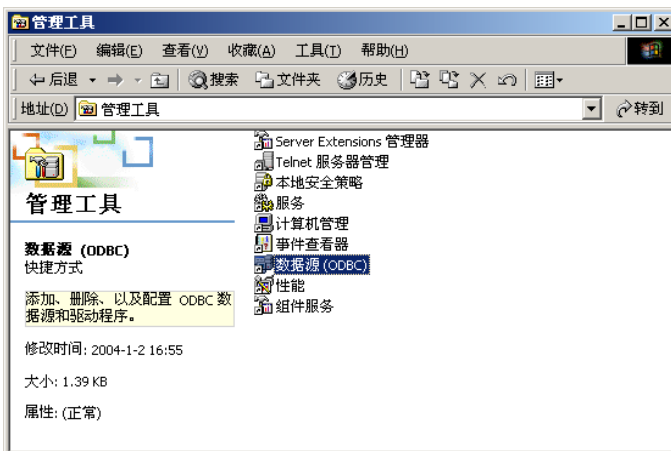 管理工具
文件(F) 编辑(E) 查看(V) 收藏(A) 工具(T) 帮助(H)
后退 搜索 文件夹 历史
地址(D) 管理工具 转到
Server Extensions 管理器
Telnet 服务器管理
本地安全策略
服务
计算机管理
事件查看器
数据源 (ODBC)
性能
组件服务
管理工具
数据源 (ODBC)
快捷方式
添加、删除、以及配置 ODBC 数
据源和驱动程序。
修改时间: 2004-1-2 16:55
大小: 1.39 KB
属性: (正常)